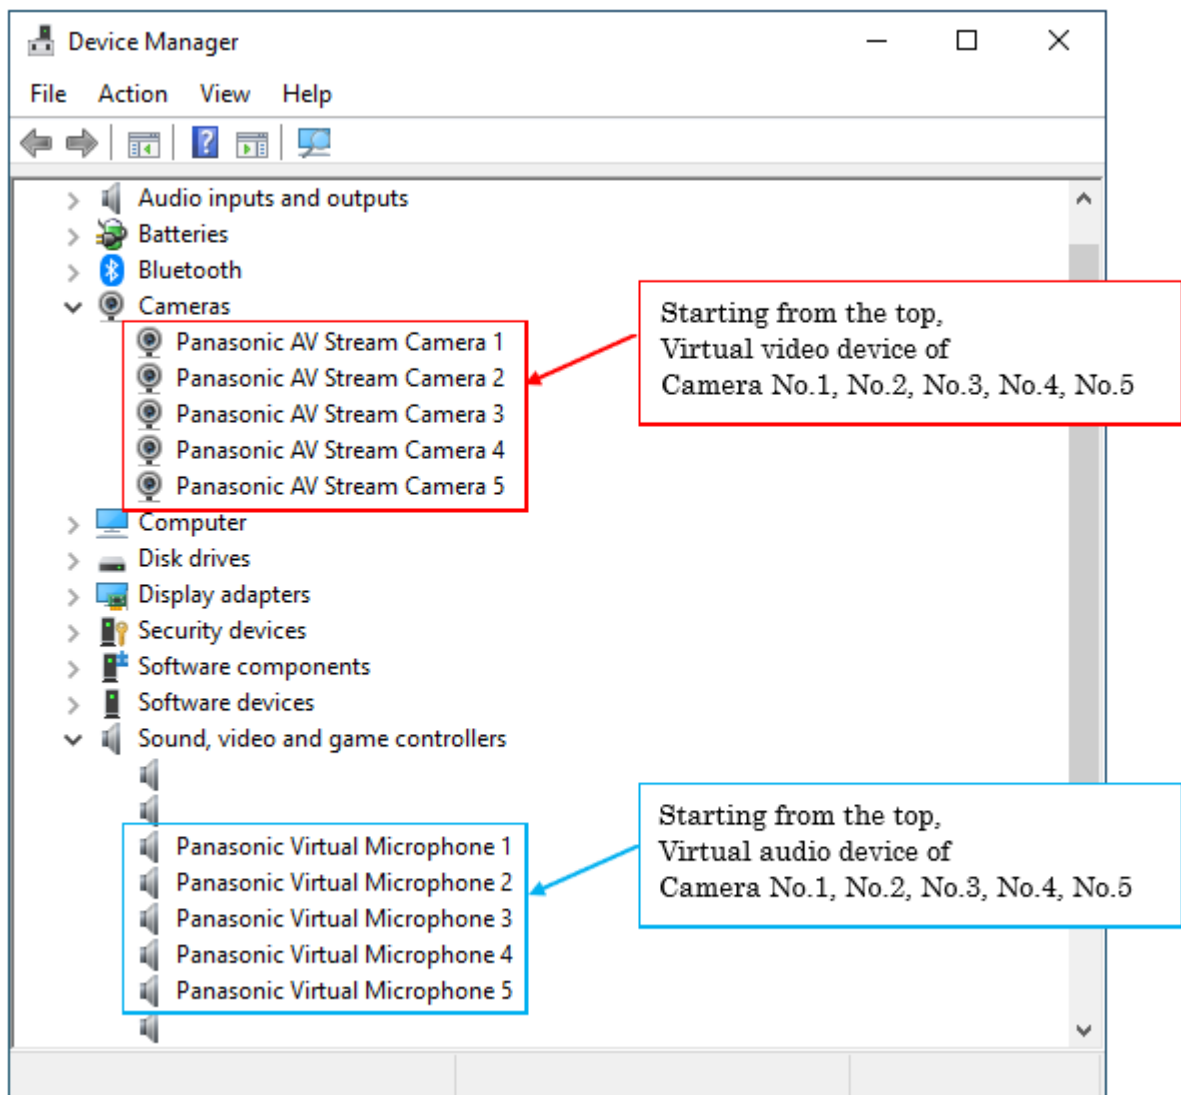 Device Manager
File Action View Help
Audio inputs and outputs
Batteries
Bluetooth
Cameras
Panasonic AV Stream Camera 1
Panasonic AV Stream Camera 2
Panasonic AV Stream Camera 3
Panasonic AV Stream Camera 4
Panasonic AV Stream Camera 5
Starting from the top,
Virtual video device of
Camera No.1, No.2, No.3, No.4, No.5
Computer
Disk drives
Display adapters
Security devices
Software components
Software devices
Sound, video and game controllers
Panasonic Virtual Microphone 1
Panasonic Virtual Microphone 2
Panasonic Virtual Microphone 3
Panasonic Virtual Microphone 4
Panasonic Virtual Microphone 5
Starting from the top,
Virtual audio device of
Camera No.1, No.2, No.3, No.4, No.5